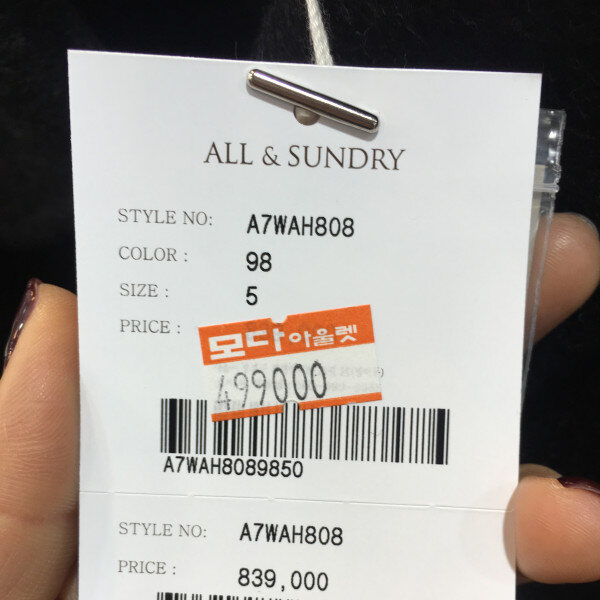 ALL & SUNDRY
STYLE NO: A7WAH808
COLOR : 98
SIZE : 5
PRICE :
모다아울렛
499000
A7WAH8089850
STYLE NO: A7WAH808
PRICE : 839,000